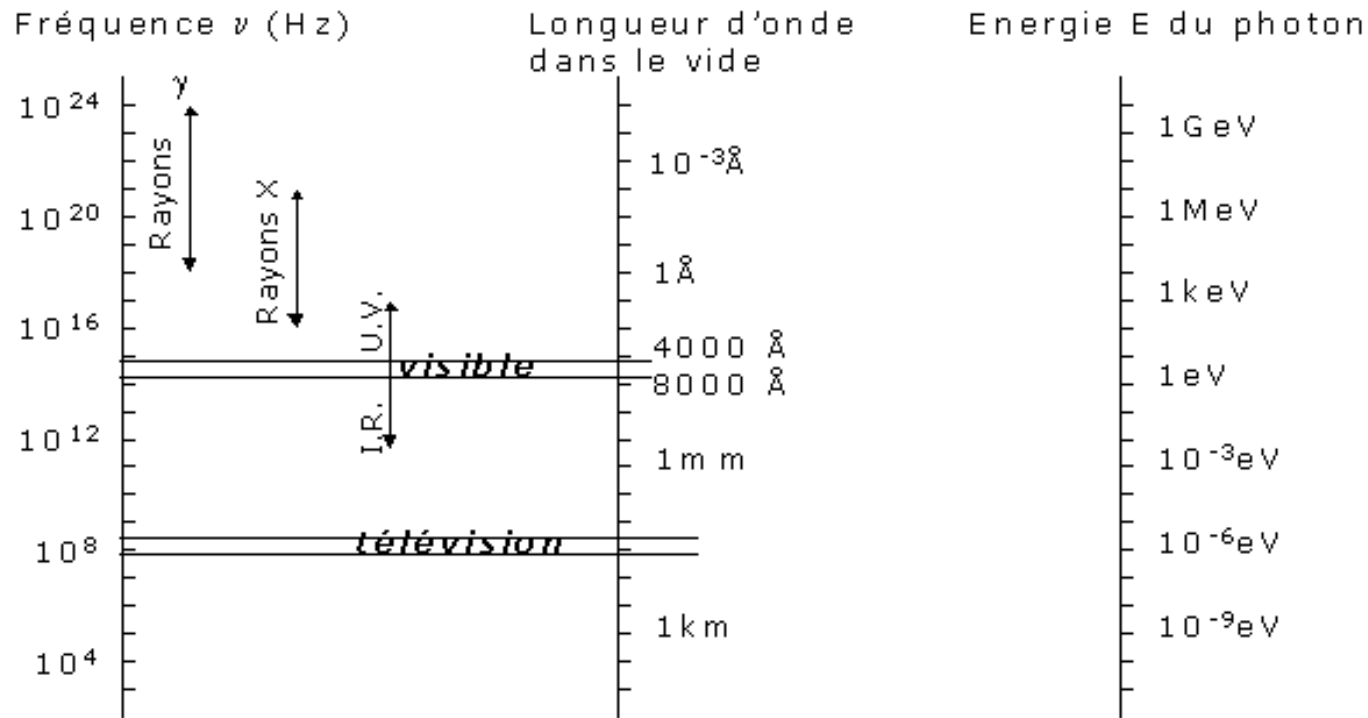 Fréquence ν (Hz)
Longueur d'onde
dans le vide
Energie E du photon
10²⁴
10²⁰
10¹⁶
10¹²
10⁸
10⁴
Rayons γ
Rayons X
U.V.
I.R.
visible
télévision
10⁻³Å
1Å
4000 Å
8000 Å
1mm
1km
1GeV
1MeV
1keV
1eV
10⁻³eV
10⁻⁶eV
10⁻⁹eV